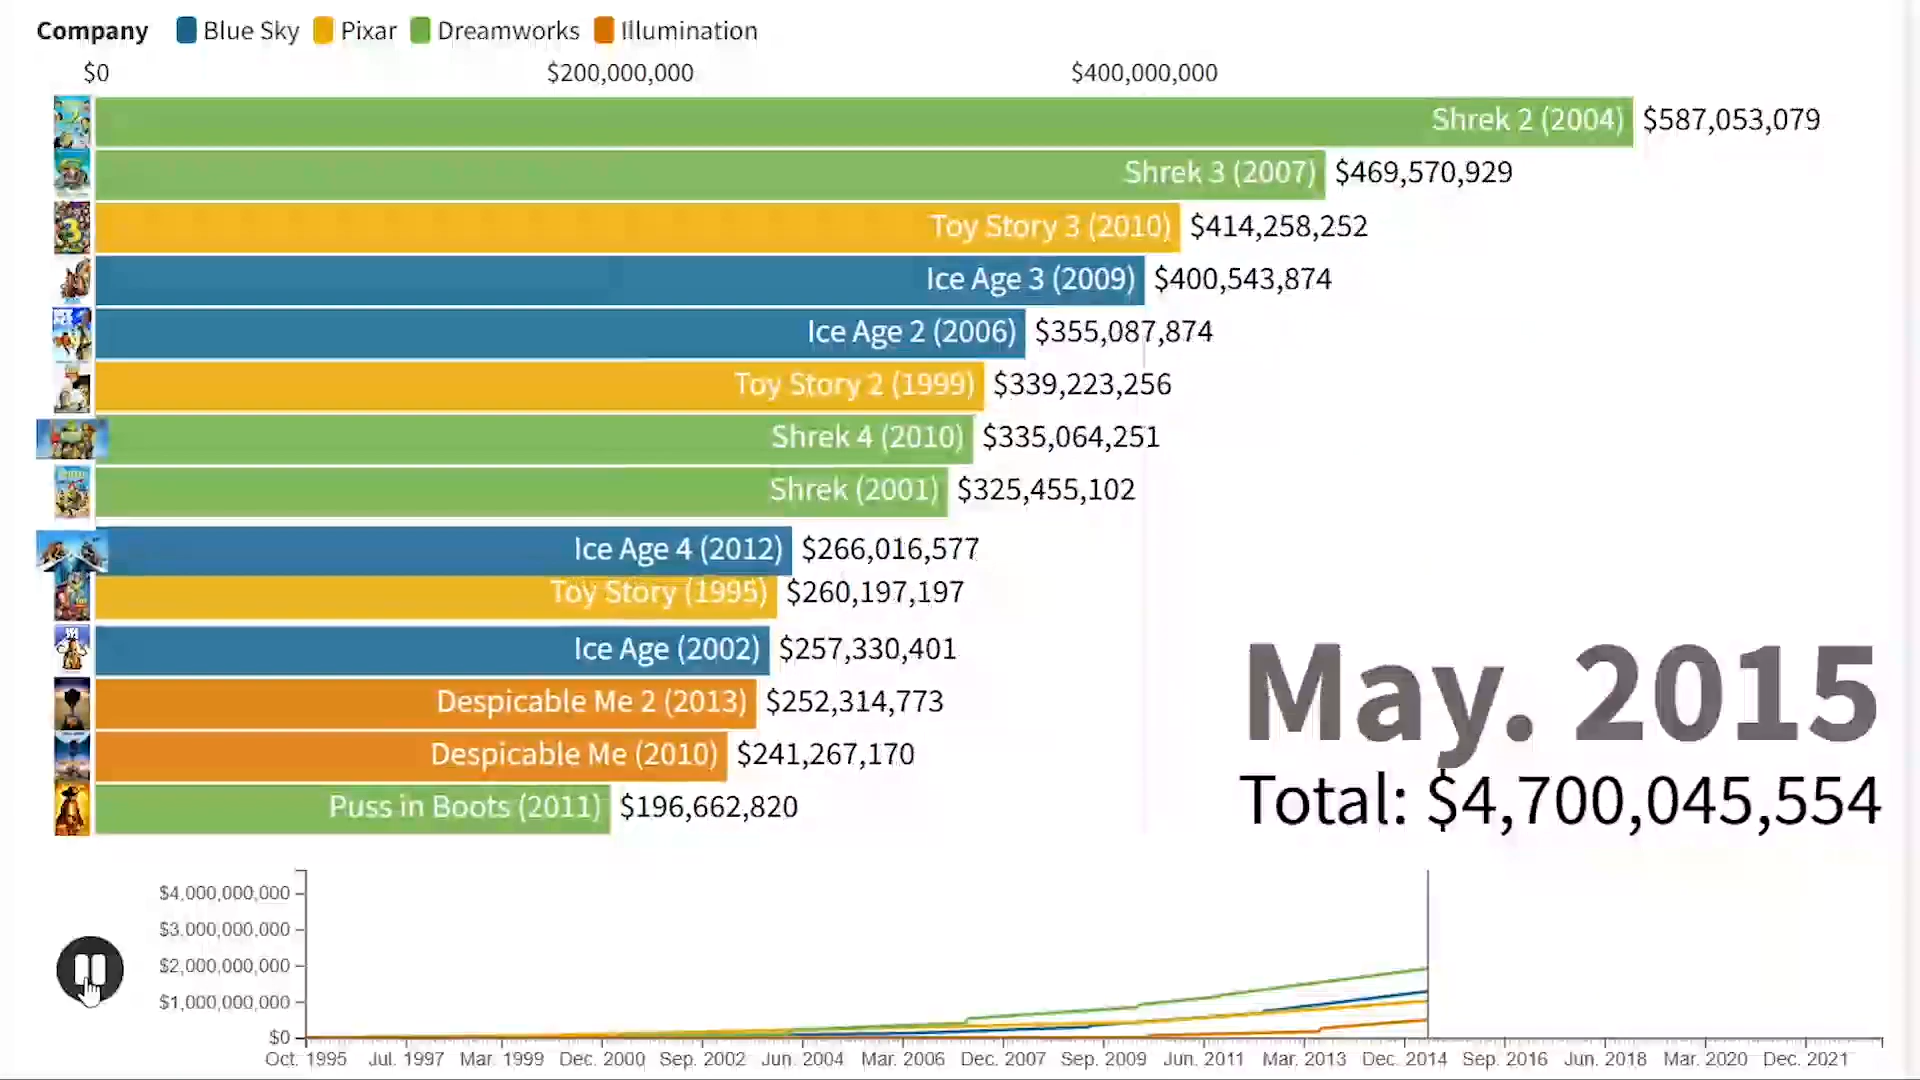 Company Blue Sky Pixar Dreamworks Illumination
$0 $200,000,000 $400,000,000
Shrek 2 (2004) $587,053,079
Shrek 3 (2007) $469,570,929
Toy Story 3 (2010) $414,258,252
Ice Age 3 (2009) $400,543,874
Ice Age 2 (2006) $355,087,874
Toy Story 2 (1999) $339,223,256
Shrek 4 (2010) $335,064,251
Shrek (2001) $325,455,102
Ice Age 4 (2012) $266,016,577
Toy Story (1995) $260,197,197
Ice Age (2002) $257,330,401
Despicable Me 2 (2013) $252,314,773
Despicable Me (2010) $241,267,170
Puss in Boots (2011) $196,662,820
May. 2015
Total: $4,700,045,554
$4,000,000,000
$3,000,000,000
$2,000,000,000
$1,000,000,000
$0
Oct. 1995 Jul. 1997 Mar. 1999 Dec. 2000 Sep. 2002 Jun. 2004 Mar. 2006 Dec. 2007 Sep. 2009 Jun. 2011 Mar. 2013 Dec. 2014 Sep. 2016 Jun. 2018 Mar. 2020 Dec. 2021